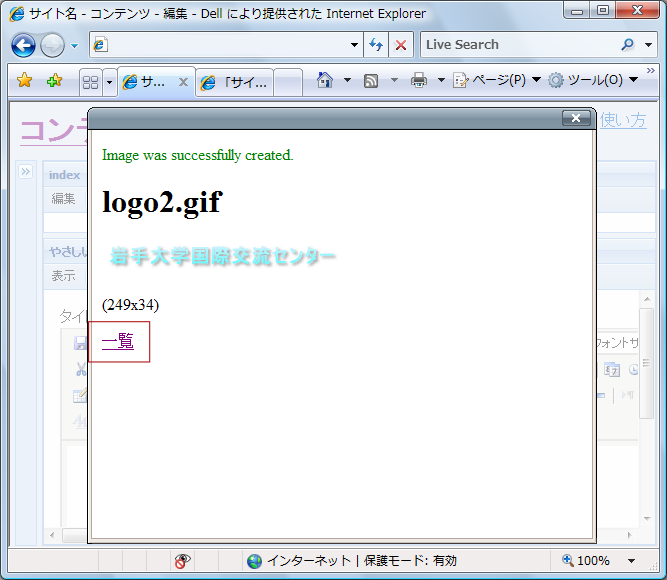 サイト名 - コンテンツ - 編集 - Dell により提供された Internet Explorer
Live Search
サ...
「サイ...
ページ(P)
ツール(O)
コンテ
使い方
index
編集
やさしい
表示
タイ
フォントサ
Image was successfully created.
logo2.gif
岩手大学国際交流センター
(249x34)
一覧
インターネット | 保護モード: 有効
100%